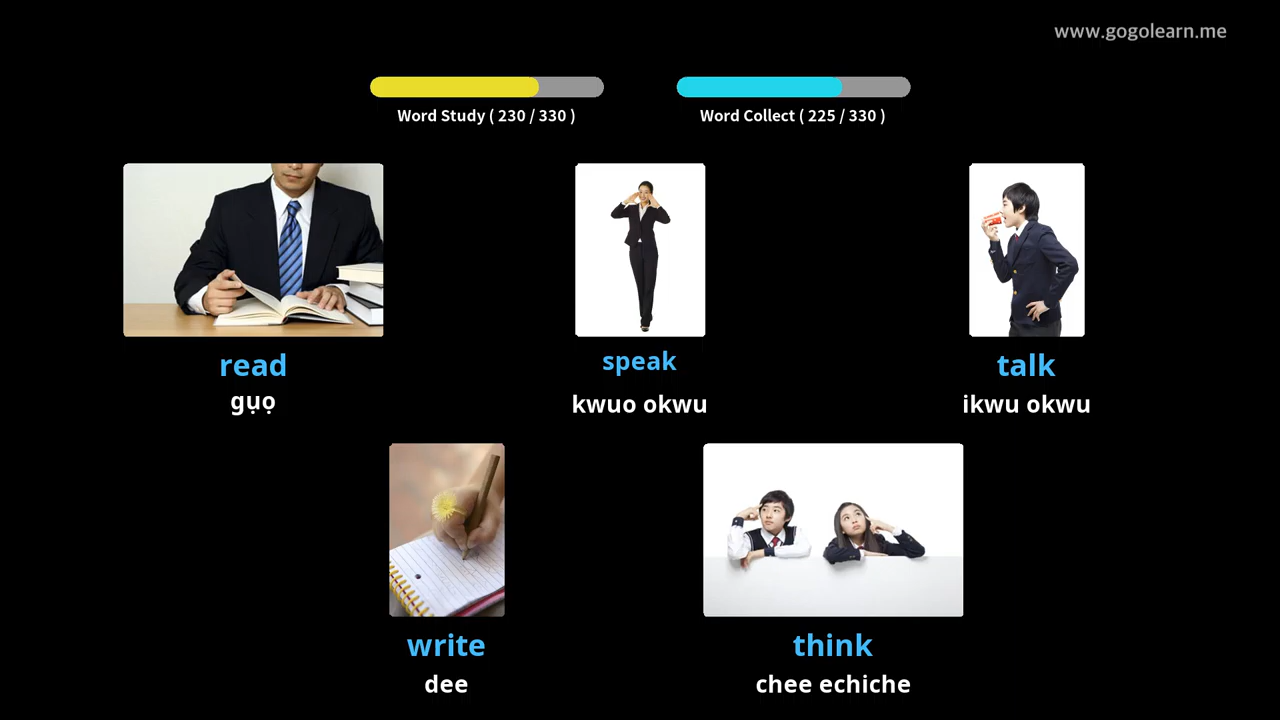 www.gogolearn.me
Word Study ( 230 / 330 )
Word Collect ( 225 / 330 )
read
gụọ
speak
kwuo okwu
talk
ikwu okwu
write
dee
think
chee echiche